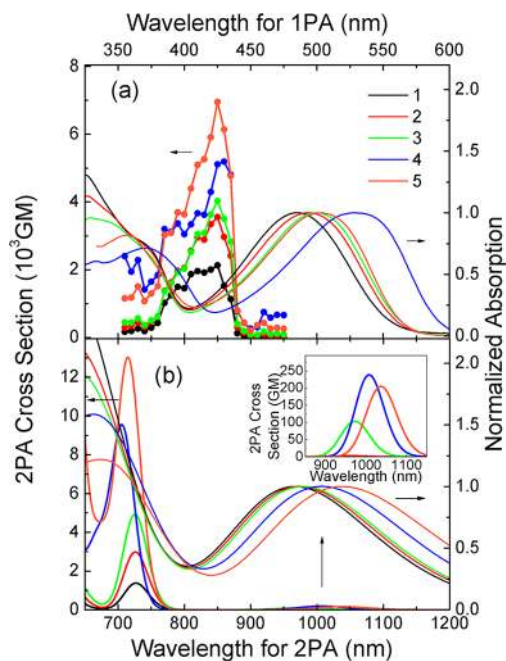 Wavelength for 1PA (nm)
350 400 450 500 550 600
8
6
4
2
0
(a)
1
2
3
4
5
2.0
1.5
1.0
0.5
0.0
2PA Cross Section (10³GM)
Normalized Absorption
12
10
8
6
4
2
0
(b)
250
200
150
100
50
0
2PA Cross
Section (GM)
900 1000 1100
Wavelength (nm)
2.0
1.5
1.0
0.5
0.0
700 800 900 1000 1100 1200
Wavelength for 2PA (nm)